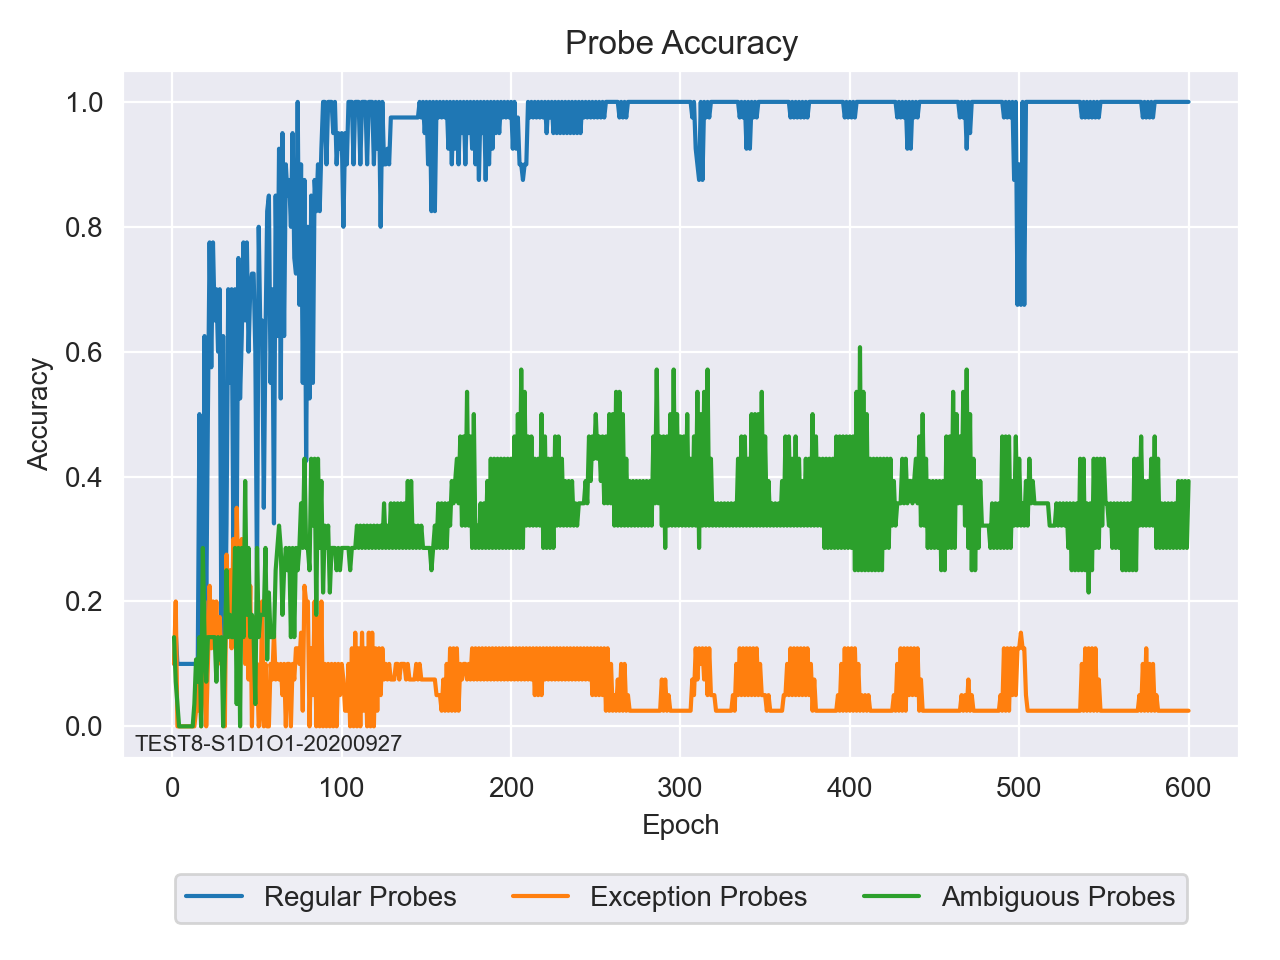 Probe Accuracy
1.0
0.8
0.6
0.4
0.2
0.0
Accuracy
TEST8-S1D1O1-20200927
0 100 200 300 400 500 600
Epoch
Regular Probes Exception Probes Ambiguous Probes